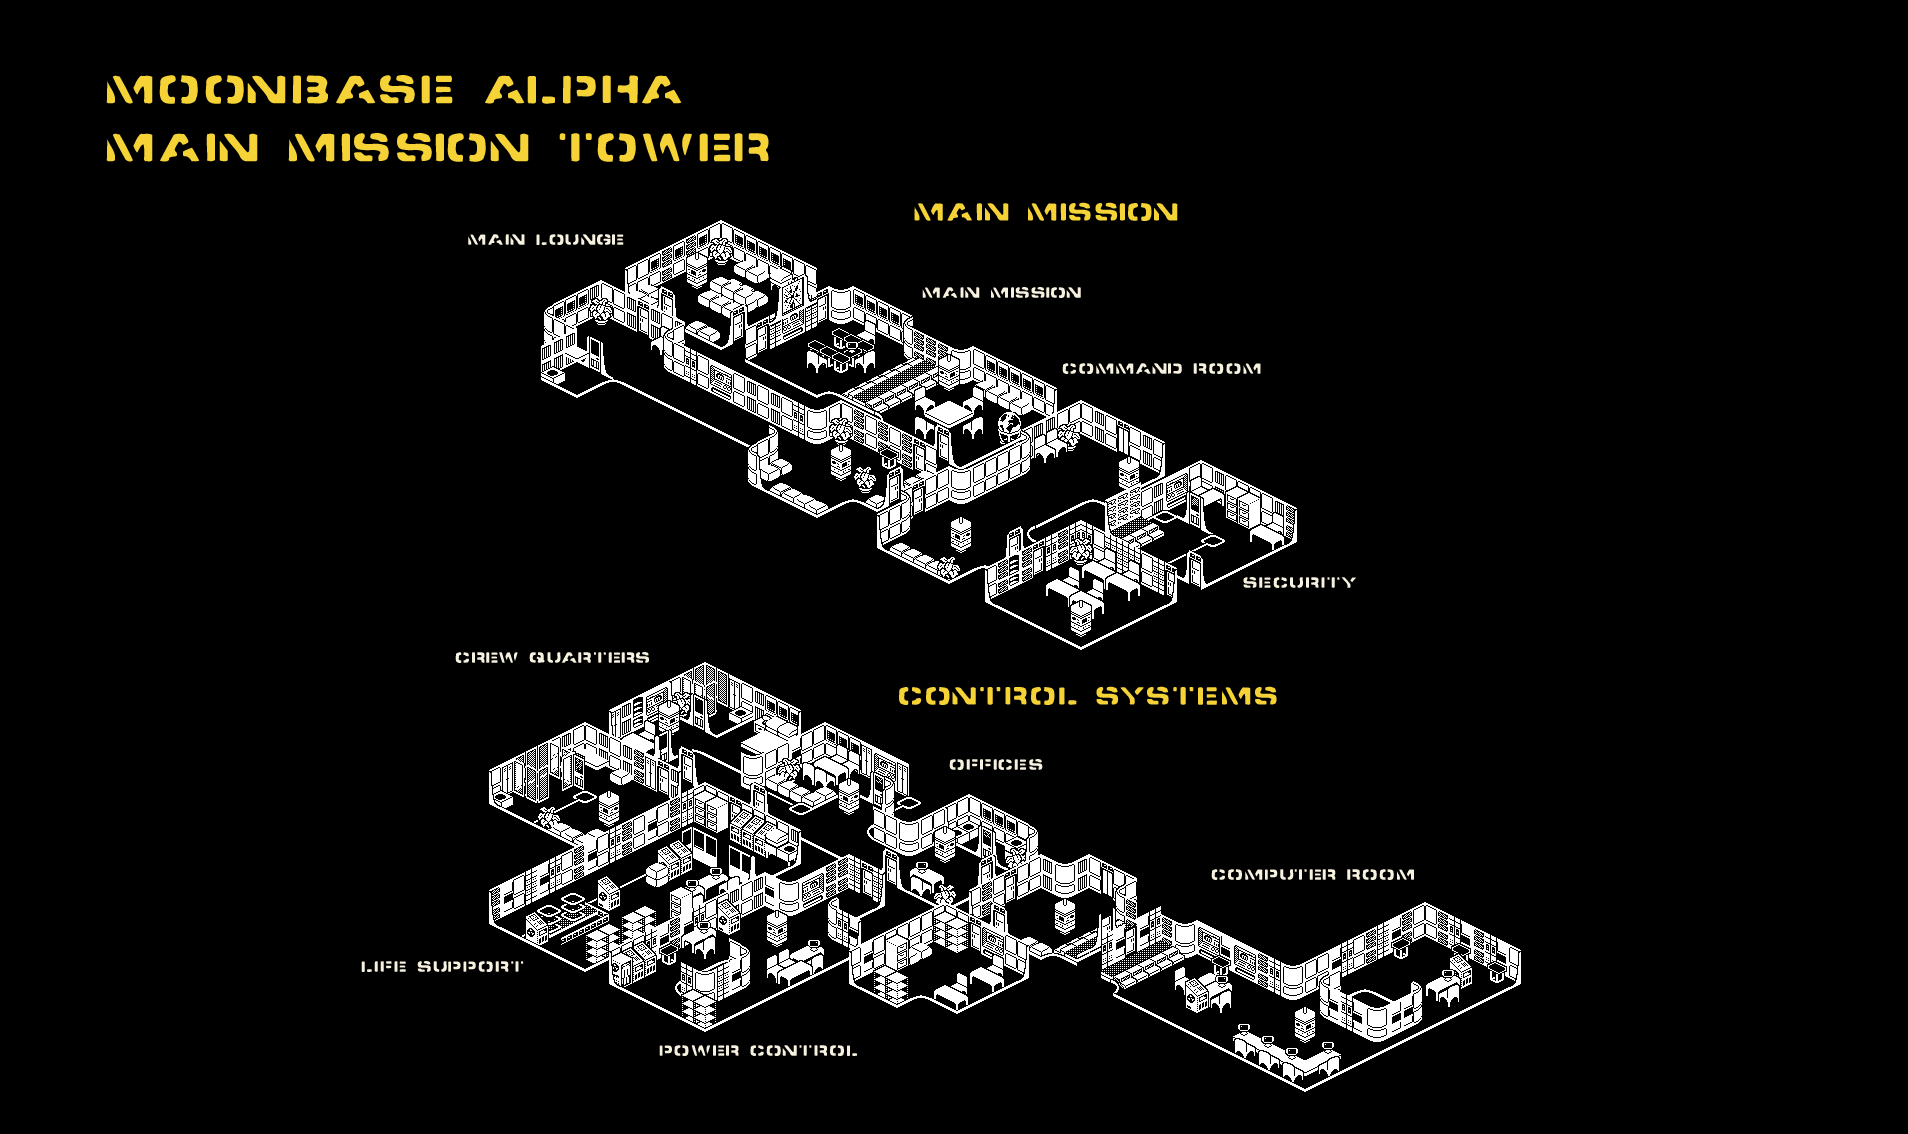 MOONBASE ALPHA
MAIN MISSION TOWER
MAIN MISSION
MAIN LOUNGE
MAIN MISSION
COMMAND ROOM
SECURITY
CREW QUARTERS
CONTROL SYSTEMS
OFFICES
COMPUTER ROOM
LIFE SUPPORT
POWER CONTROL